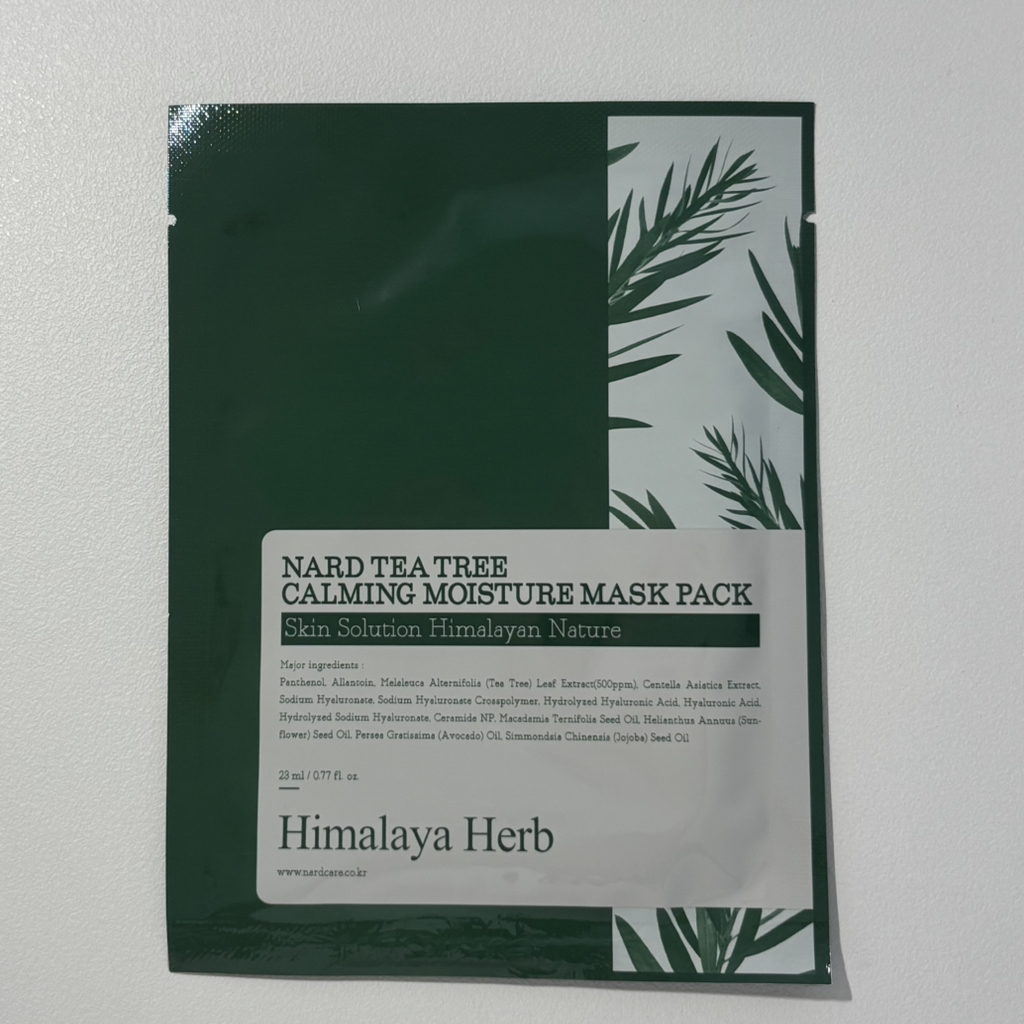 NARD TEA TREE
CALMING MOISTURE MASK PACK
Skin Solution Himalayan Nature
Major ingredients :
Panthenol, Allantoin, Melaleuca Alternifolia (Tea Tree) Leaf Extract(500ppm), Centella Asiatica Extract,
Sodium Hyaluronate, Sodium Hyaluronate Crosspolymer, Hydrolyzed Hyaluronic Acid, Hyaluronic Acid,
Hydrolyzed Sodium Hyaluronate, Ceramide NP, Macadamia Ternifolia Seed Oil, Helianthus Annuus (Sun-
flower) Seed Oil, Persea Gratissima (Avocado) Oil, Simmondsia Chinensis (Jojoba) Seed Oil
23 ml / 0.77 fl. oz.
Himalaya Herb
www.nardcare.co.kr